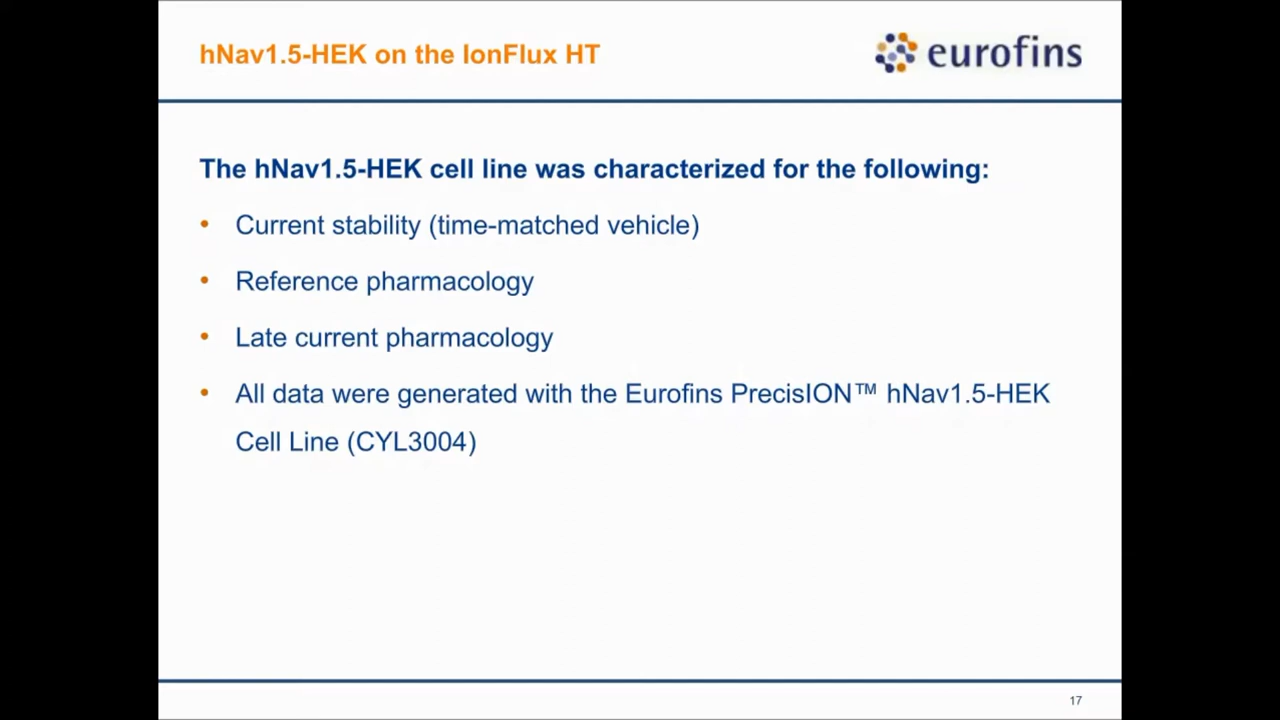 hNav1.5-HEK on the IonFlux HT
eurofins
The hNav1.5-HEK cell line was characterized for the following:
• Current stability (time-matched vehicle)
• Reference pharmacology
• Late current pharmacology
• All data were generated with the Eurofins PrecisION™ hNav1.5-HEK
Cell Line (CYL3004)
17